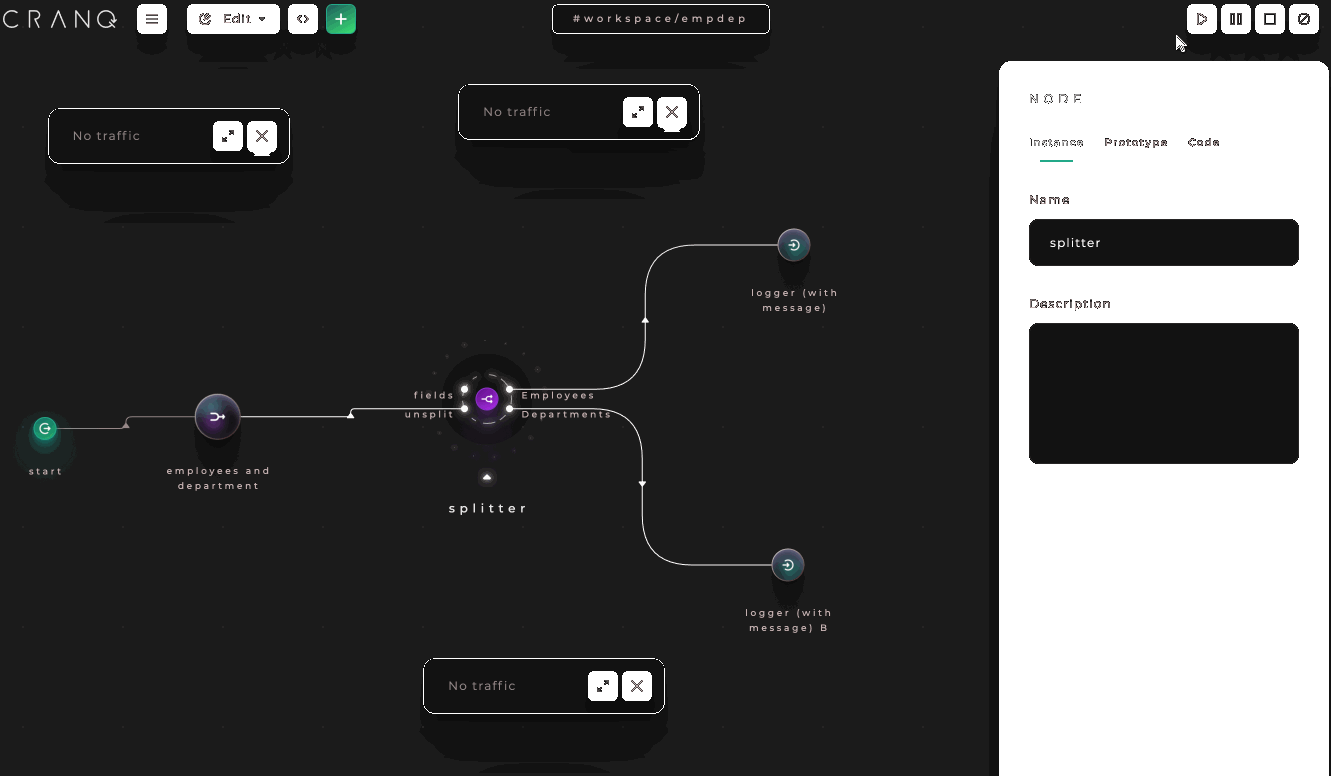 CRANQ
Edit
#workspace/empdep
No traffic
No traffic
NODE
Instance Prototype Code
Name
splitter
Description
logger (with
message)
fields
unsplit
Employees
Departments
start
employees and
department
splitter
logger (with
message) B
No traffic